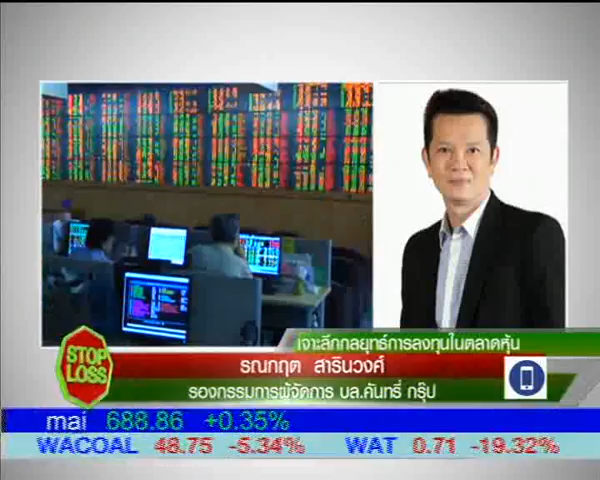 เจาะลึกกลยุทธ์การลงทุนในตลาดหุ้น
STOP
LOSS
รณกฤต สารินวงศ์
รองกรรมการผู้จัดการ บล.คันทรี่ กรุ๊ป
mai 688.86 +0.35%
WACOAL 48.75 -5.34% WAT 0.71 -19.32%